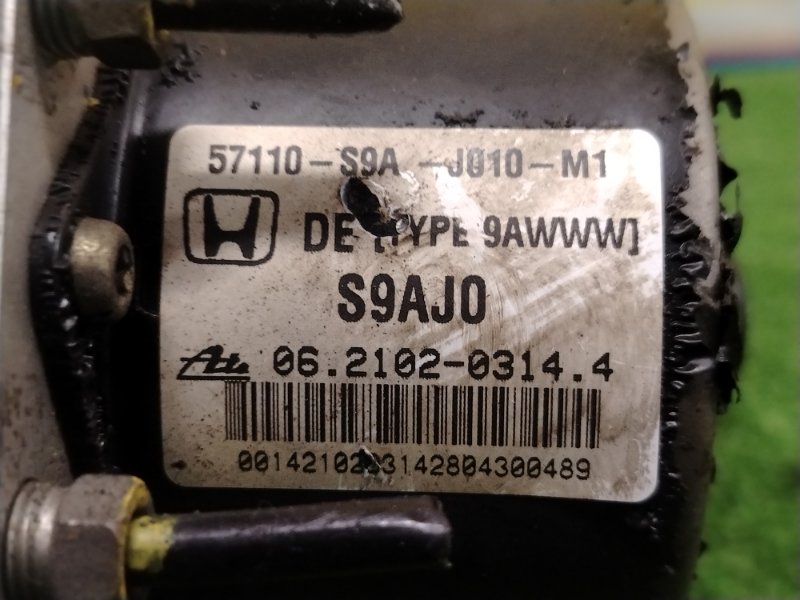 57110-S9A -J010-M1
DE [TYPE 9AWWW]
S9AJ0
Ate 06.2102-0314.4